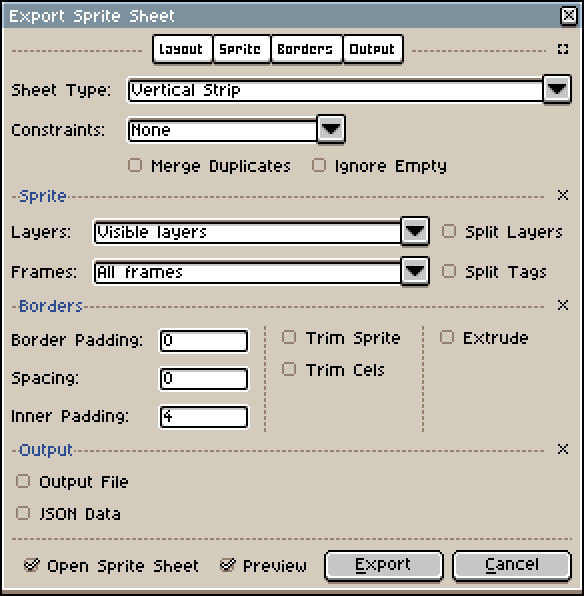 Export Sprite Sheet
Layout Sprite Borders Output
Sheet Type: Vertical Strip
Constraints: None
Merge Duplicates Ignore Empty
Sprite
Layers: Visible layers Split Layers
Frames: All frames Split Tags
Borders
Border Padding: 0 Trim Sprite Extrude
Spacing: 0 Trim Cels
Inner Padding: 4
Output
Output File
JSON Data
Open Sprite Sheet Preview Export Cancel